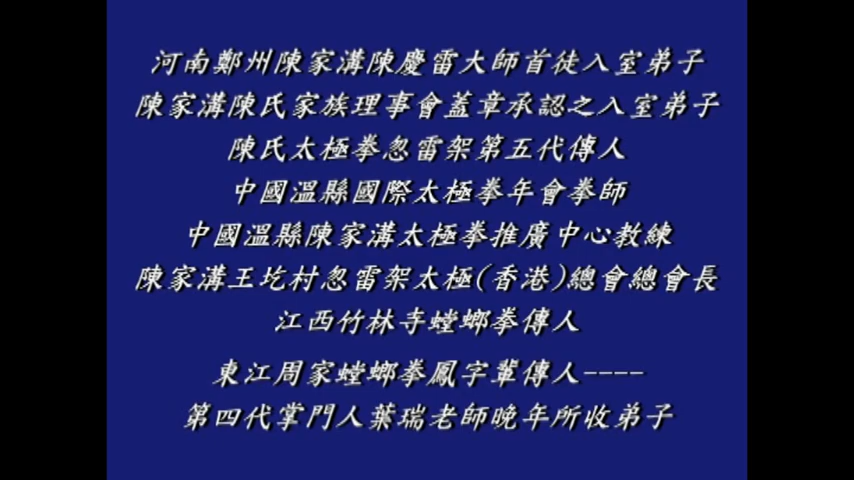 河南鄭州陳家溝陳慶雷大師首徒入室弟子
陳家溝陳氏家族理事會蓋章承認之入室弟子
陳氏太極拳忽雷架第五代傳人
中國溫縣國際太極拳年會拳師
中國溫縣陳家溝太極拳推廣中心教練
陳家溝王圪村忽雷架太極(香港)總會總會長
江西竹林寺螳螂拳傳人
東江周家螳螂拳鳳字輩傳人----
第四代掌門人葉瑞老師晚年所收弟子